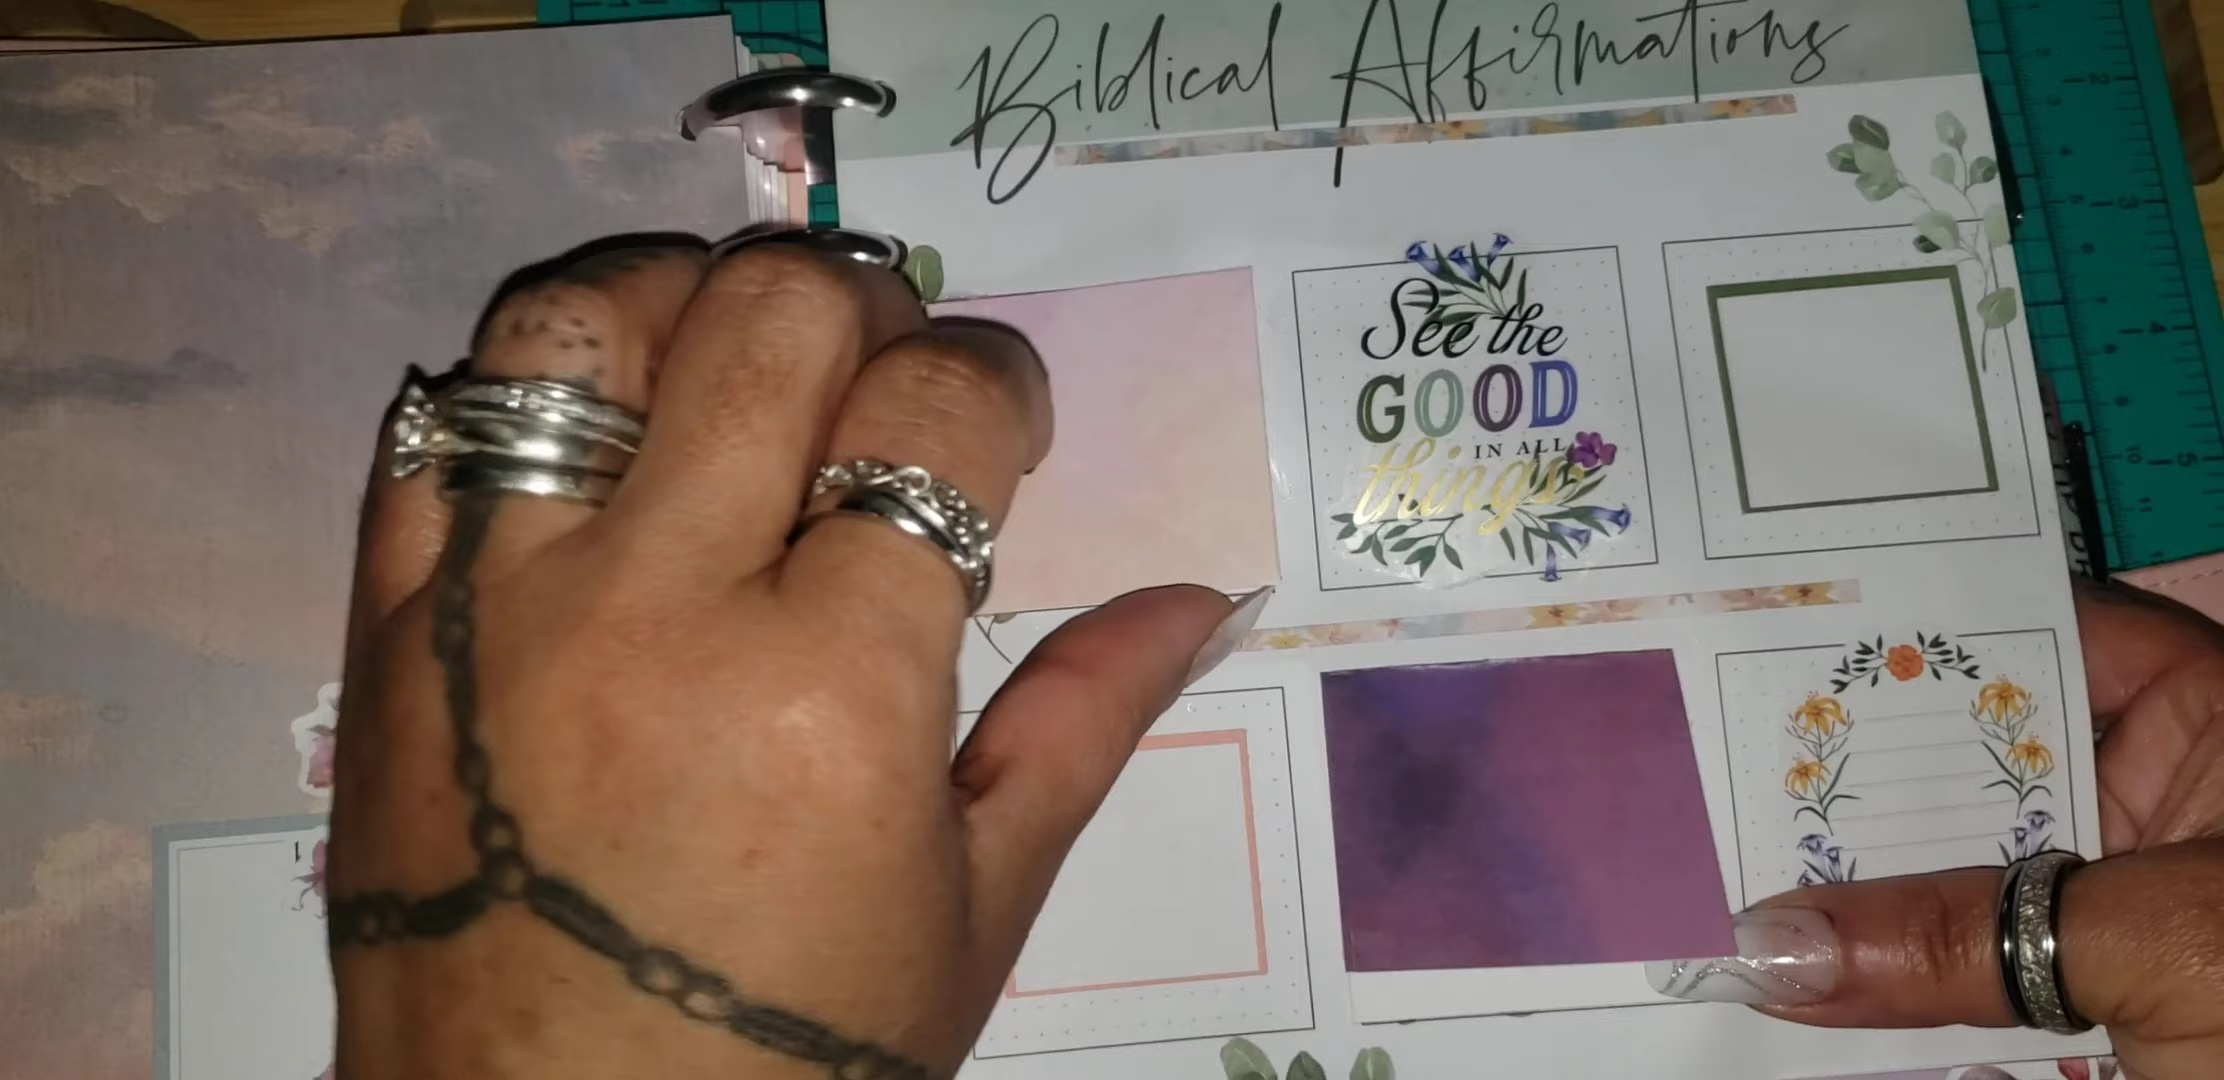 Biblical Affirmations
See the
GOOD
IN ALL
things